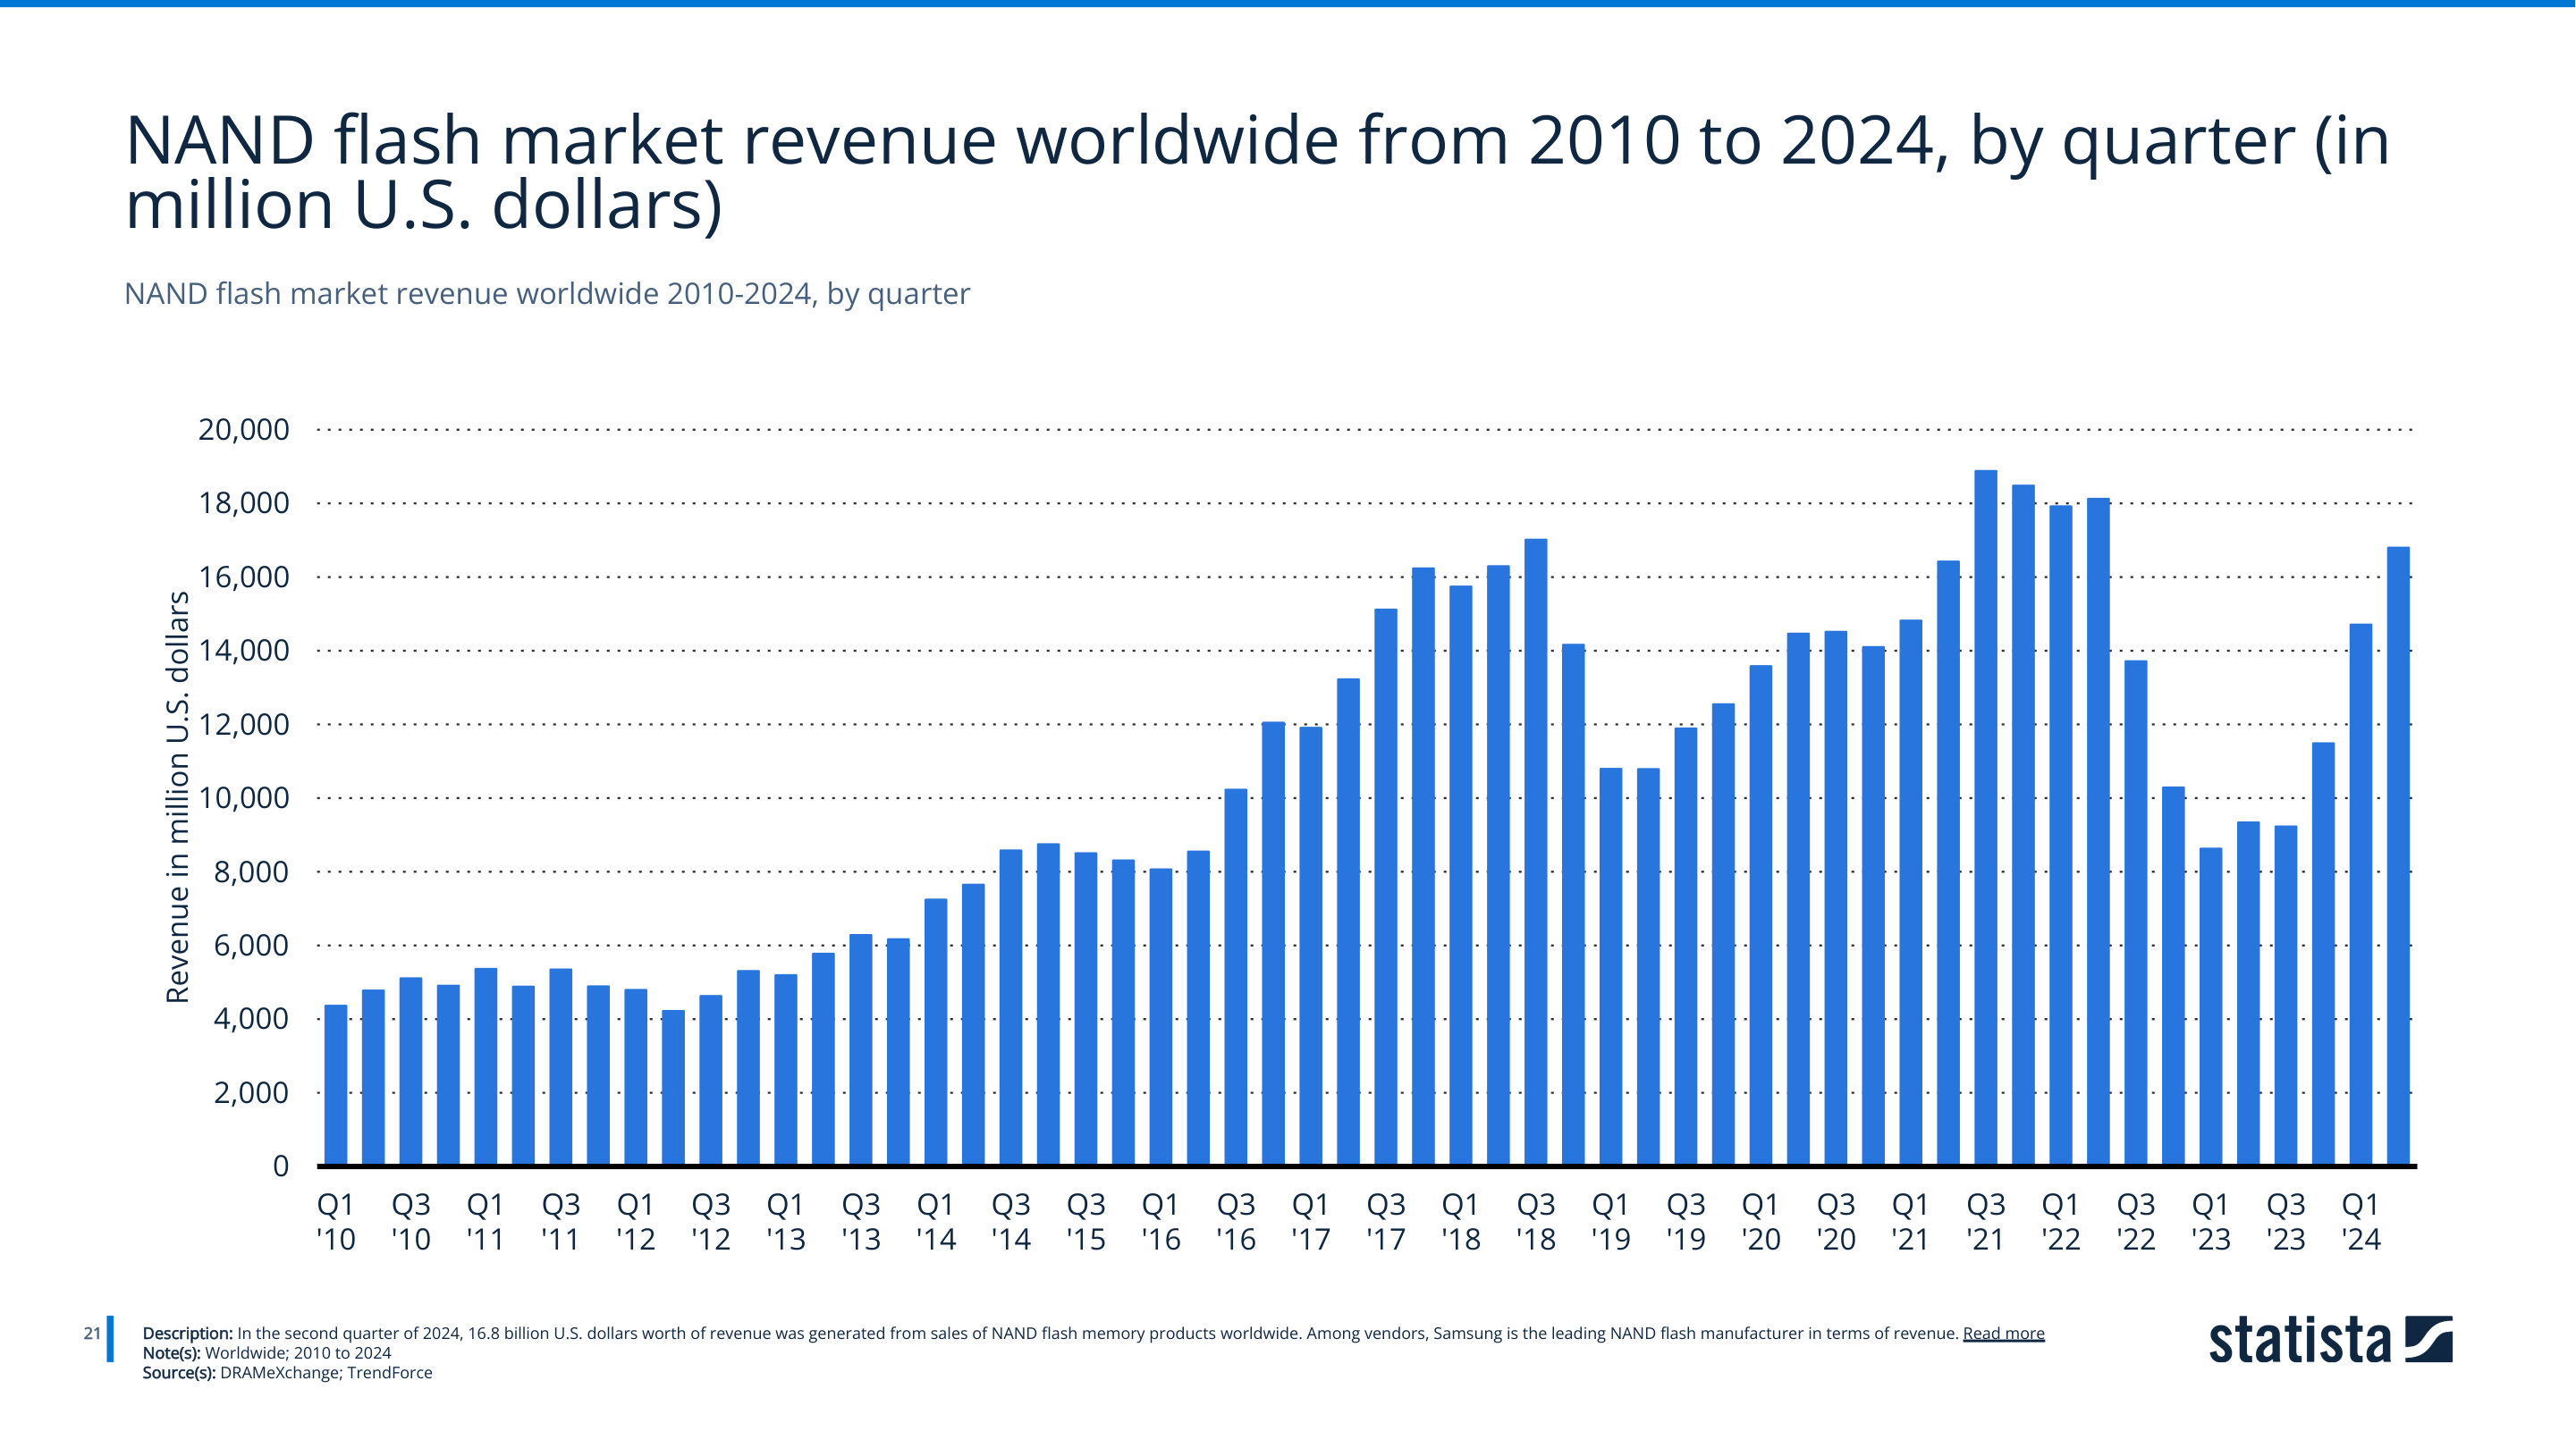 NAND flash market revenue worldwide from 2010 to 2024, by quarter (in
million U.S. dollars)
NAND flash market revenue worldwide 2010-2024, by quarter
Revenue in million U.S. dollars
20,000
18,000
16,000
14,000
12,000
10,000
8,000
6,000
4,000
2,000
0
Q1 Q3 Q1 Q3 Q1 Q3 Q1 Q3 Q1 Q3 Q3 Q1 Q3 Q1 Q3 Q1 Q3 Q1 Q3 Q1 Q3 Q1 Q3 Q1 Q3 Q1 Q3 Q1
'10 '10 '11 '11 '12 '12 '13 '13 '14 '14 '15 '16 '16 '17 '17 '18 '18 '19 '19 '20 '20 '21 '21 '22 '22 '23 '23 '24
21
Description: In the second quarter of 2024, 16.8 billion U.S. dollars worth of revenue was generated from sales of NAND flash memory products worldwide. Among vendors, Samsung is the leading NAND flash manufacturer in terms of revenue. Read more
Note(s): Worldwide; 2010 to 2024
Source(s): DRAMeXchange; TrendForce
statista